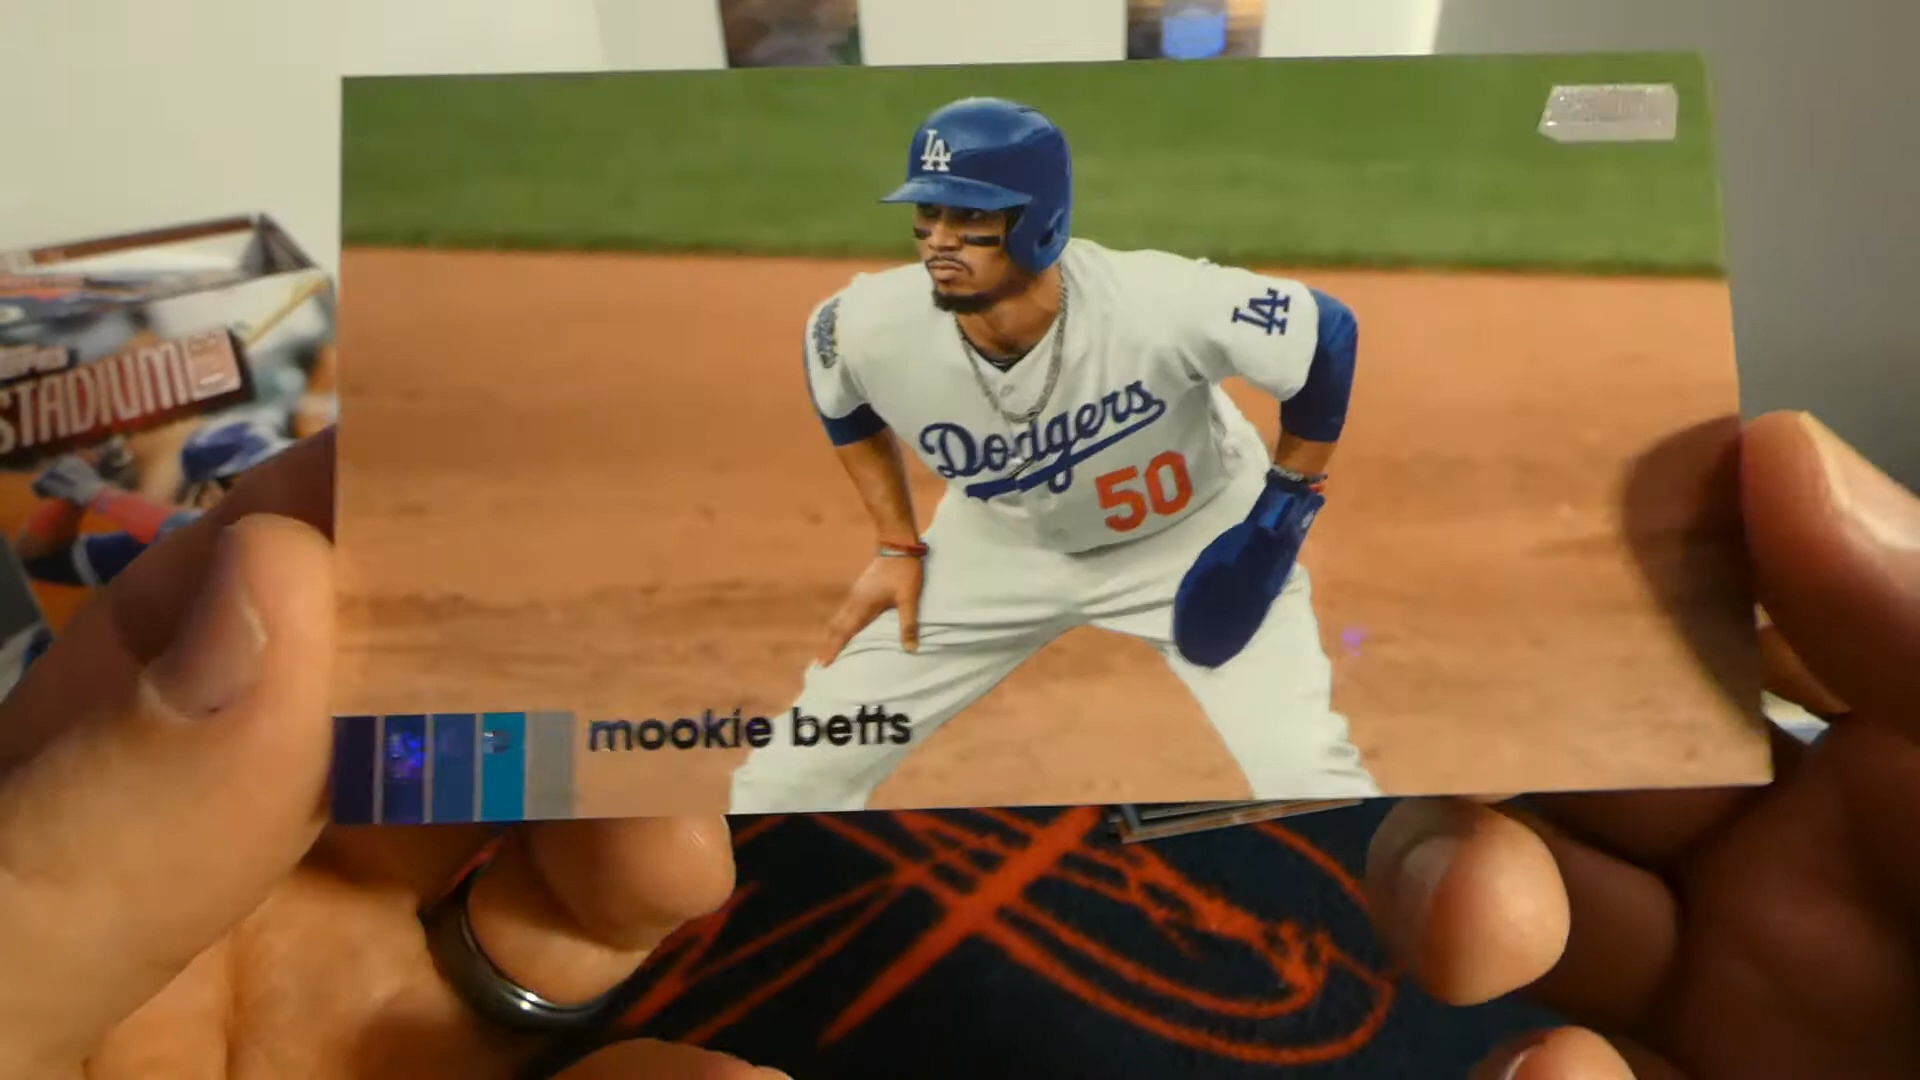 LA
LA
Dodgers
50
STADIUM
mookie betts